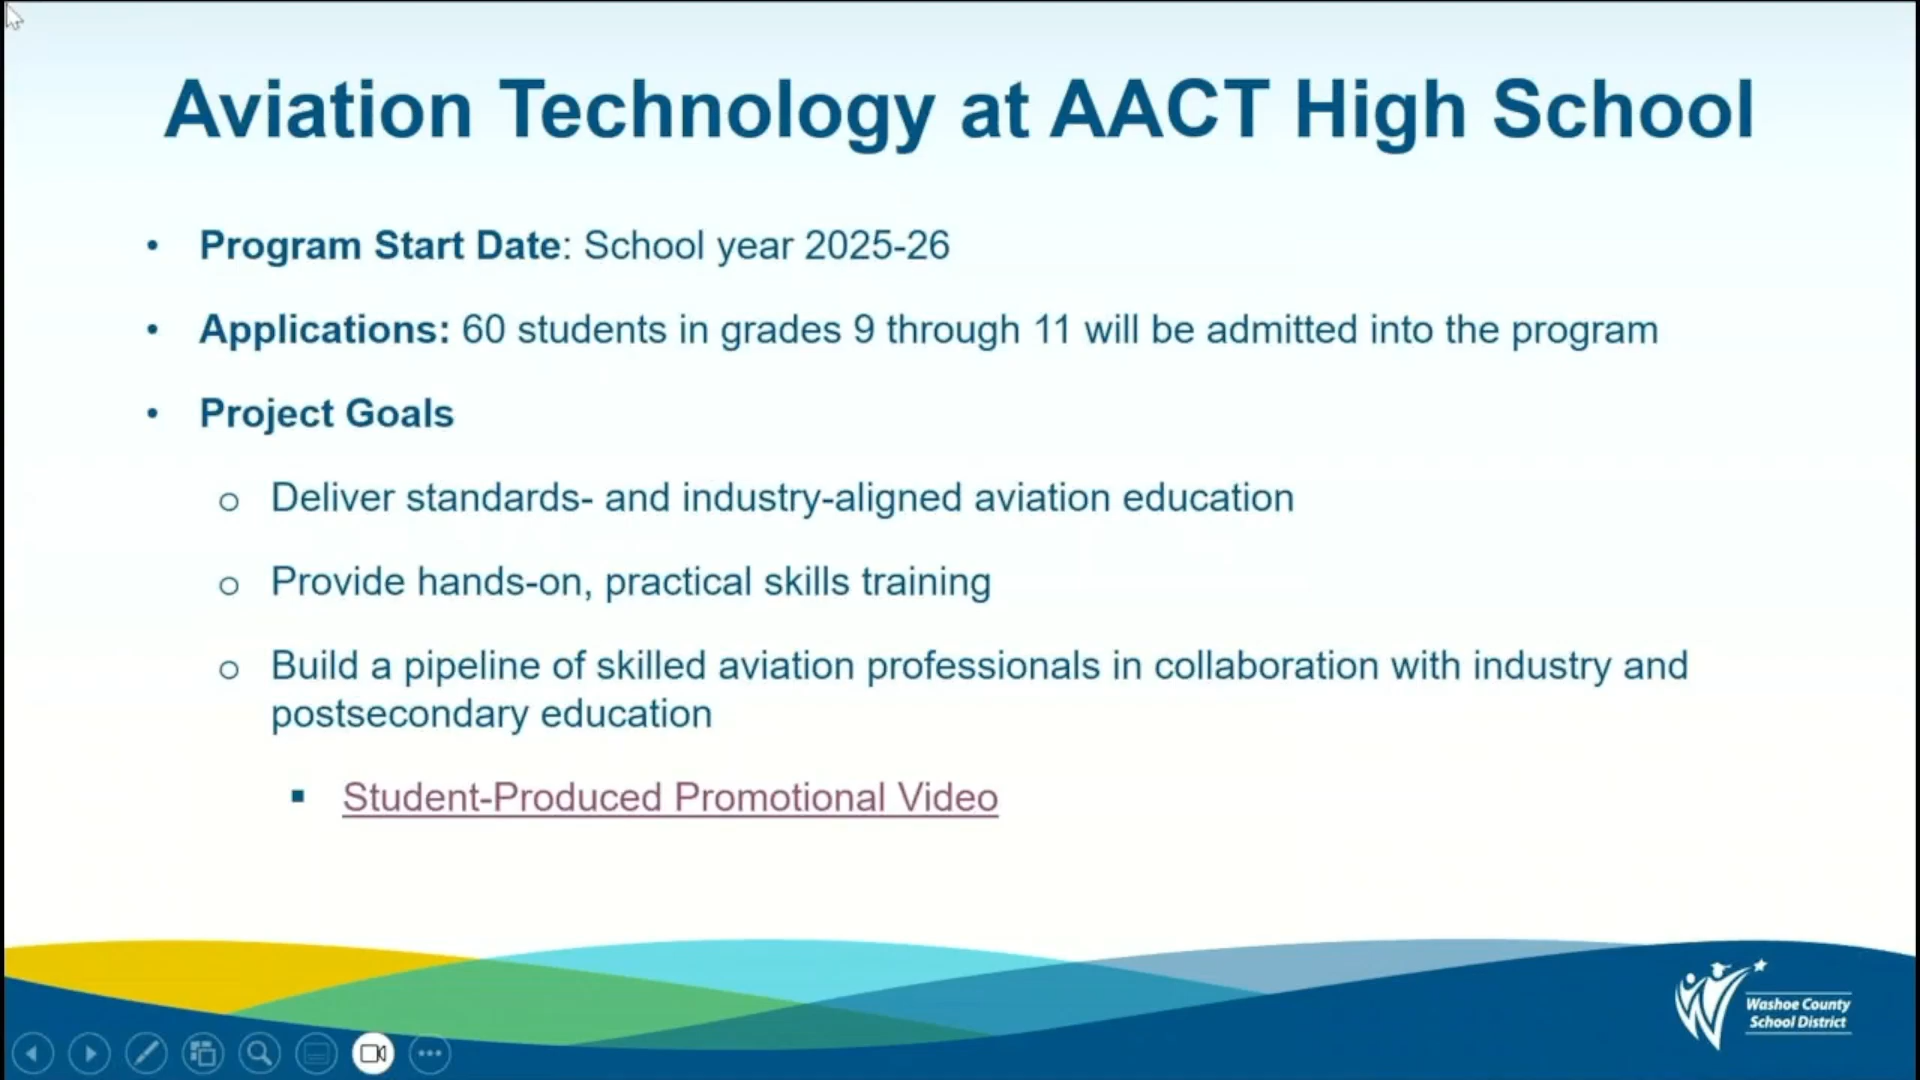 Aviation Technology at AACT High School
• Program Start Date: School year 2025-26
• Applications: 60 students in grades 9 through 11 will be admitted into the program
• Project Goals
o Deliver standards- and industry-aligned aviation education
o Provide hands-on, practical skills training
o Build a pipeline of skilled aviation professionals in collaboration with industry and
postsecondary education
▪ Student-Produced Promotional Video
Washoe County
School District